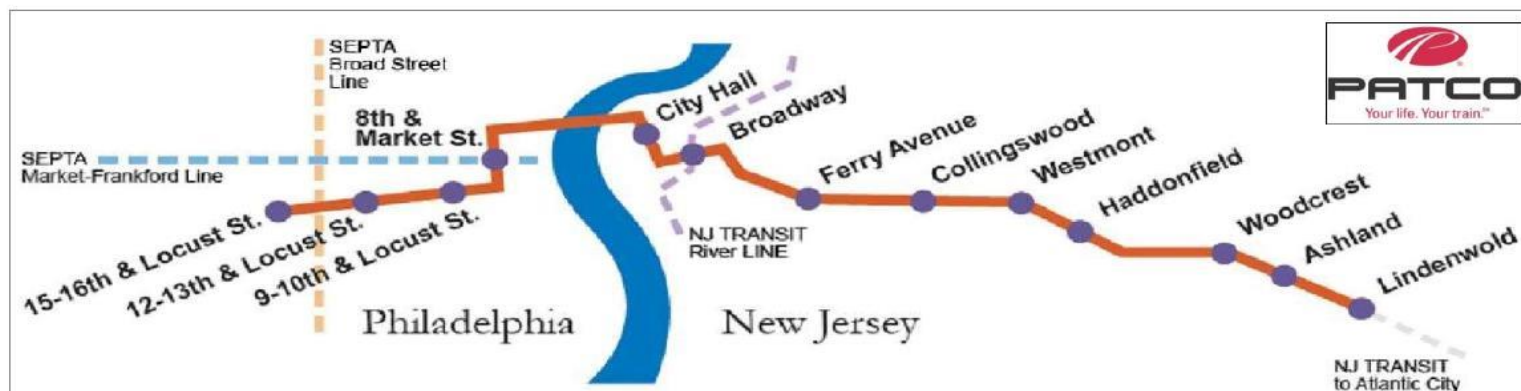 SEPTA
Broad Street
Line
8th &
Market St.
SEPTA
Market-Frankford Line
15-16th & Locust St.
12-13th & Locust St.
9-10th & Locust St.
Philadelphia
City Hall
Broadway
NJ TRANSIT
River LINE
New Jersey
Ferry Avenue
Collingswood
Westmont
Haddonfield
Woodcrest
Ashland
Lindenwold
NJ TRANSIT
to Atlantic City
PATCO
Your life. Your train.™